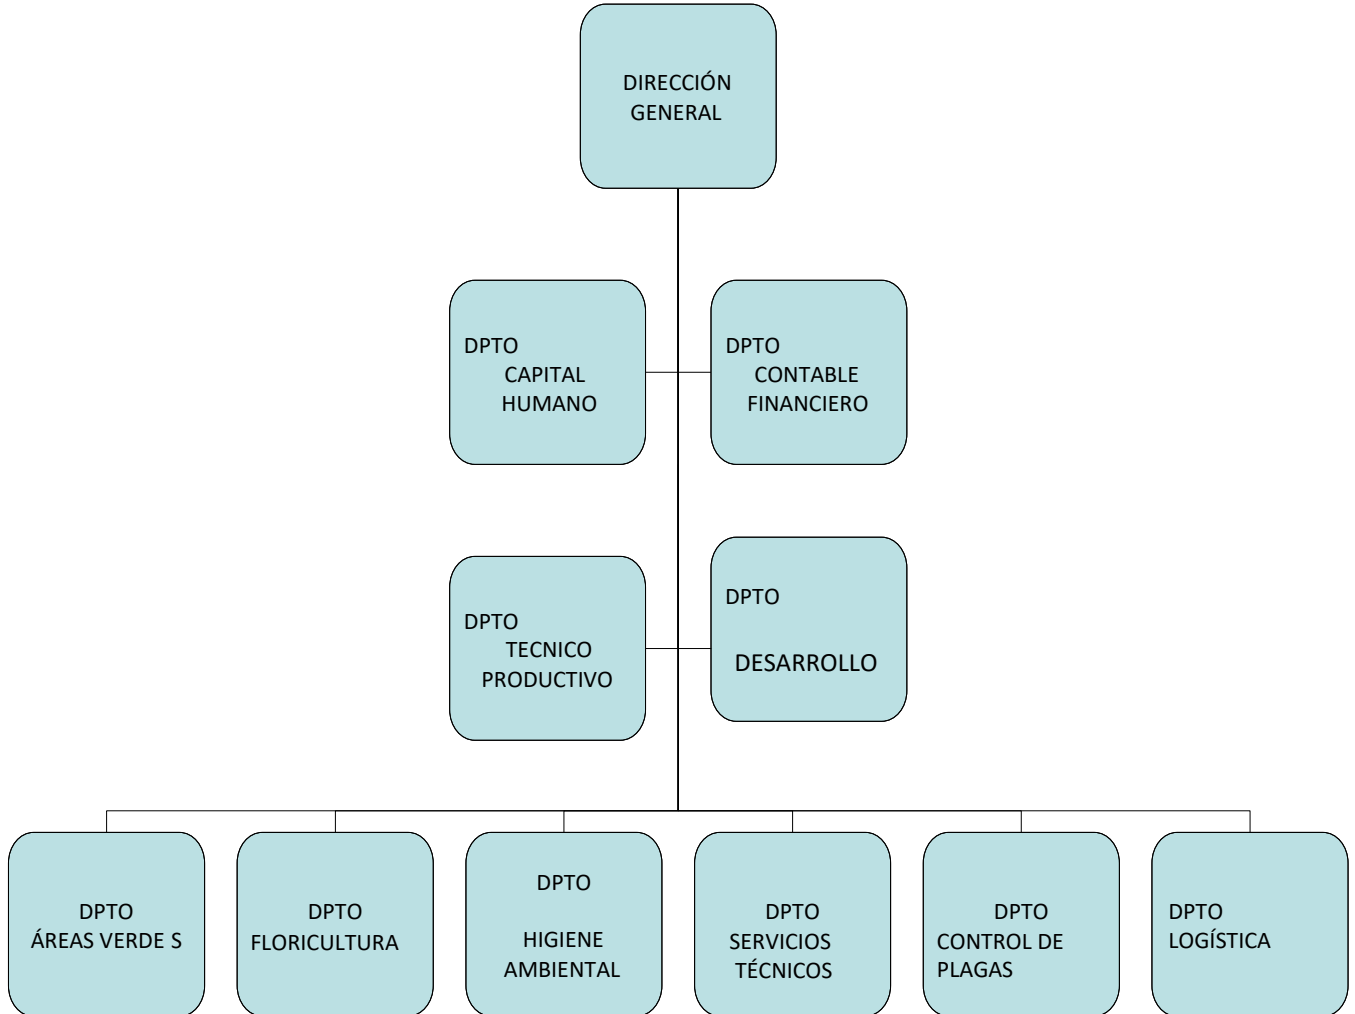 DIRECCIÓN
GENERAL
DPTO
CAPITAL
HUMANO
DPTO
CONTABLE
FINANCIERO
DPTO
TECNICO
PRODUCTIVO
DPTO
DESARROLLO
DPTO
ÁREAS VERDE S
DPTO
FLORICULTURA
DPTO
HIGIENE
AMBIENTAL
DPTO
SERVICIOS
TÉCNICOS
DPTO
CONTROL DE
PLAGAS
DPTO
LOGÍSTICA